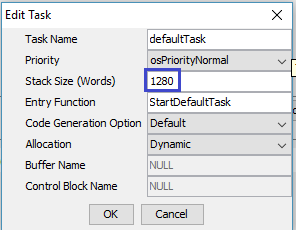 Edit Task
Task Name defaultTask
Priority osPriorityNormal
Stack Size (Words) 1280
Entry Function StartDefaultTask
Code Generation Option Default
Allocation Dynamic
Buffer Name NULL
Control Block Name NULL
OK Cancel